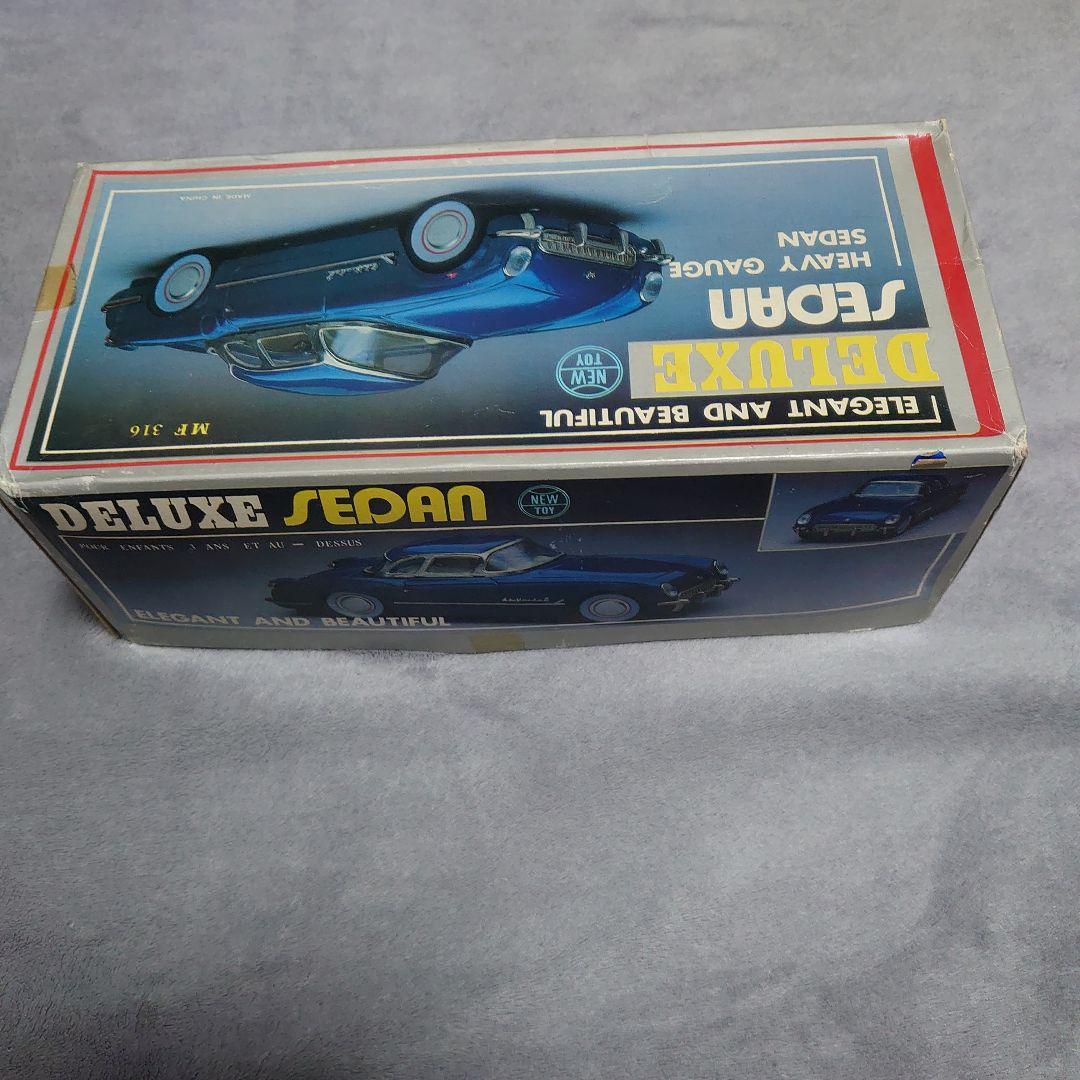 ELEGANT AND BEAUTIFUL
DELUXE
NEW
TOY
SEDAN
HEAVY GAUGE
SEDAN
MF 316
MADE IN CHINA
DELUXE SEDAN
NEW
TOY
POUR ENFANTS 3 ANS ET AU — DESSUS
ELEGANT AND BEAUTIFUL